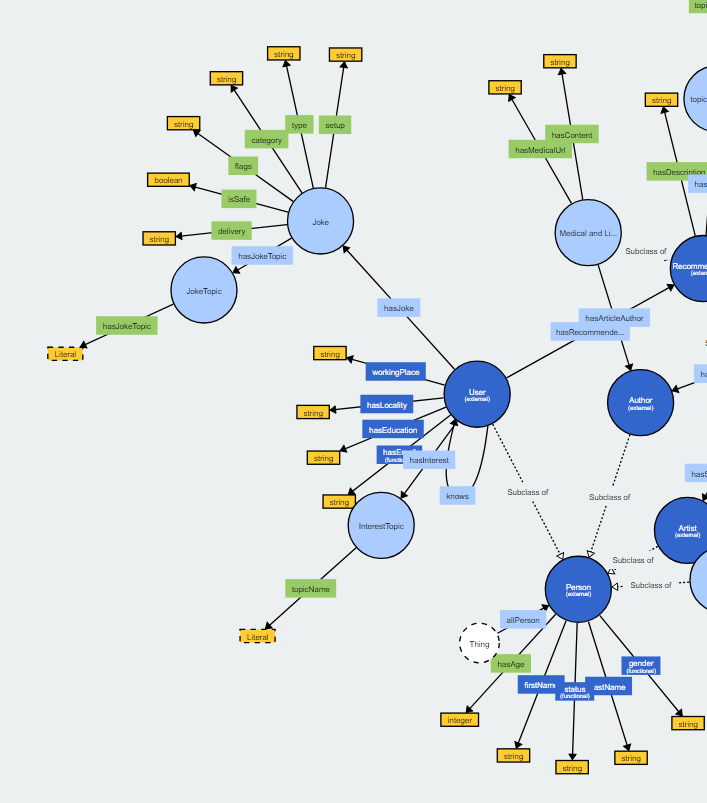 topi
string
string
string
string
string
string
string
topic
string
type
setup
category
hasContent
hasMedicalUrl
flags
hasDescription
boolean
has
isSafe
Joke
delivery
Medical and Li...
string
hasJokeTopic
Subclass of
Recomme
(exter
JokeTopic
hasJoke
hasArticleAuthor
hasJokeTopic
hasRecommende...
Literal
string
workingPlace
ha
User
(external)
Author
(external)
hasLocality
string
hasEducation
hasEmail
(functio
hasInterest
string
hasS
knows
Subclass of
Subclass of
string
InterestTopic
Artist
(external)
Subclass of
topicName
Person
(external)
Subclass of
allPerson
Literal
Thing
hasAge
gender
(functional)
firstName
status
(functional)
astName
integer
string
string
string
string